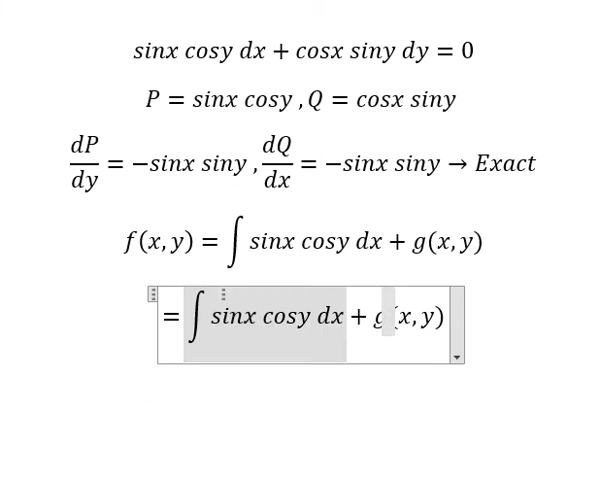 sinx cosy dx + cosx siny dy = 0
P = sinx cosy , Q = cosx siny
dP/dy = −sinx siny , dQ/dx = −sinx siny → Exact
f(x, y) = ∫ sinx cosy dx + g(x, y)
= ∫ sinx cosy dx + g(x, y)